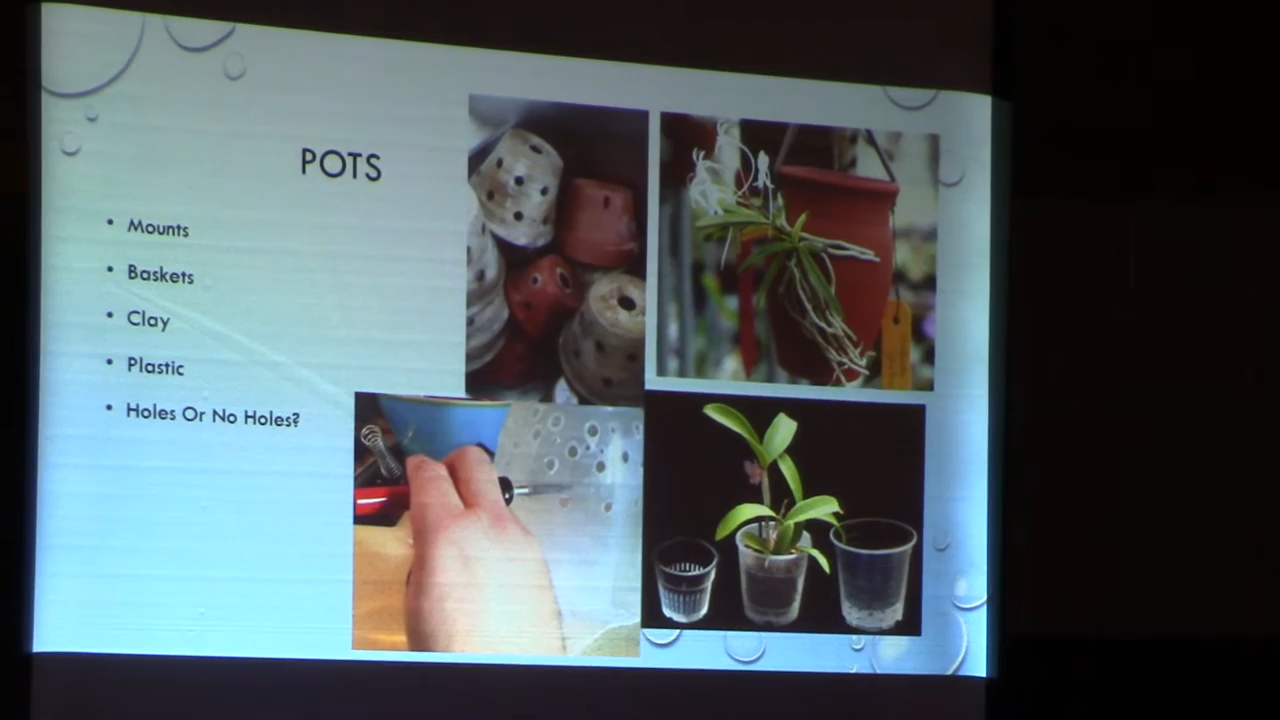 POTS
• Mounts
• Baskets
• Clay
• Plastic
• Holes Or No Holes?